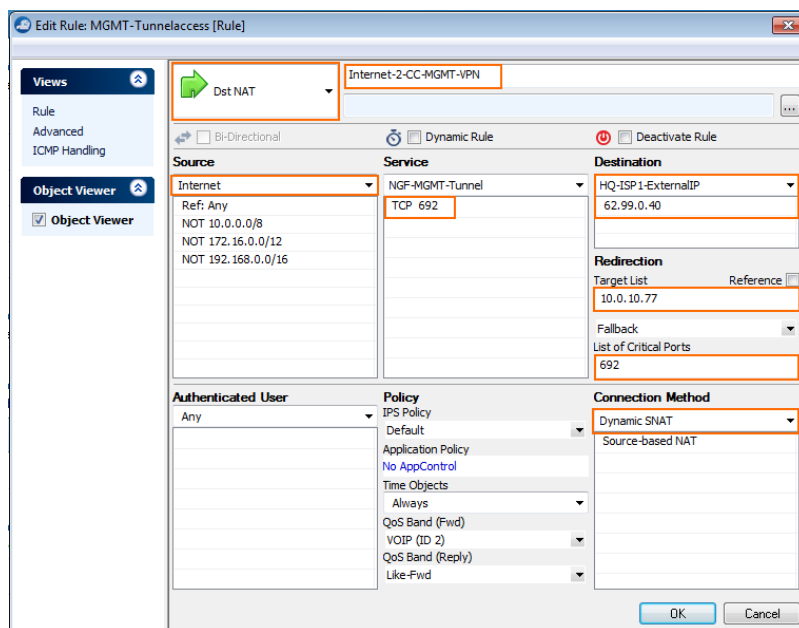 Edit Rule: MGMT-Tunnelaccess [Rule]
Views
Rule
Advanced
ICMP Handling
Object Viewer
Object Viewer
Dst NAT
Internet-2-CC-MGMT-VPN
...
Bi-Directional
Dynamic Rule
Deactivate Rule
Source
Internet
Ref: Any
NOT 10.0.0.0/8
NOT 172.16.0.0/12
NOT 192.168.0.0/16
Service
NGF-MGMT-Tunnel
TCP 692
Destination
HQ-ISP1-ExternalIP
62.99.0.40
Redirection
Target List
Reference
10.0.10.77
Fallback
List of Critical Ports
692
Authenticated User
Any
Policy
IPS Policy
Default
Application Policy
No AppControl
Time Objects
Always
QoS Band (Fwd)
VOIP (ID 2)
QoS Band (Reply)
Like-Fwd
Connection Method
Dynamic SNAT
Source-based NAT
OK
Cancel